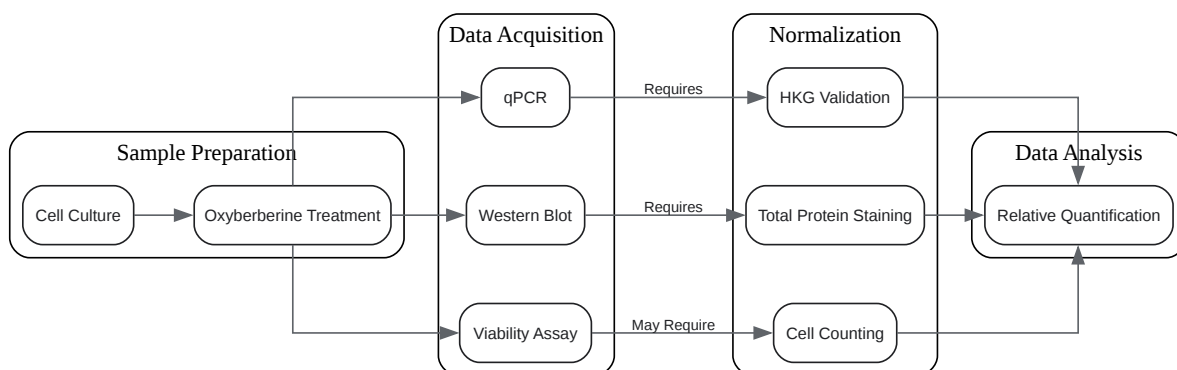 Data Acquisition
Normalization
qPCR
Requires
HKG Validation
Sample Preparation
Data Analysis
Cell Culture
Oxyberberine Treatment
Western Blot
Requires
Total Protein Staining
Relative Quantification
Viability Assay
May Require
Cell Counting